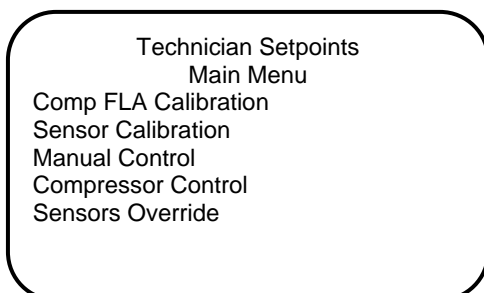 Technician Setpoints
Main Menu
Comp FLA Calibration
Sensor Calibration
Manual Control
Compressor Control
Sensors Override